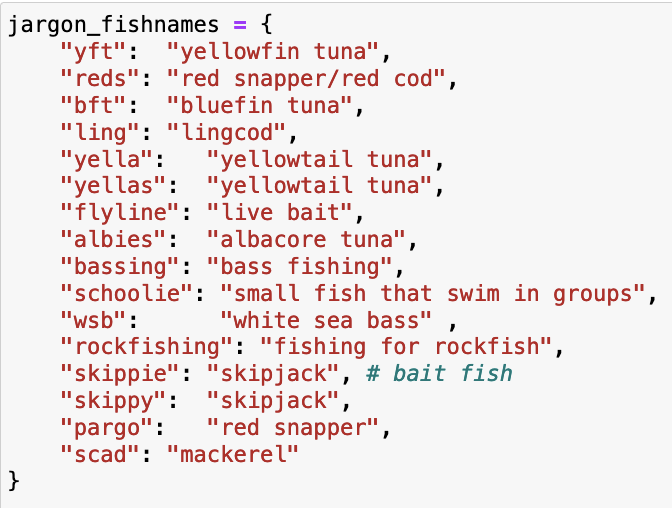 jargon_fishnames = {
    "yft":  "yellowfin tuna",
    "reds": "red snapper/red cod",
    "bft":  "bluefin tuna",
    "ling": "lingcod",
    "yella":   "yellowtail tuna",
    "yellas":  "yellowtail tuna",
    "flyline": "live bait",
    "albies":  "albacore tuna",
    "bassing": "bass fishing",
    "schoolie": "small fish that swim in groups",
    "wsb":      "white sea bass" ,
    "rockfishing": "fishing for rockfish",
    "skippie": "skipjack", # bait fish
    "skippy":  "skipjack",
    "pargo":   "red snapper",
    "scad": "mackerel"
}